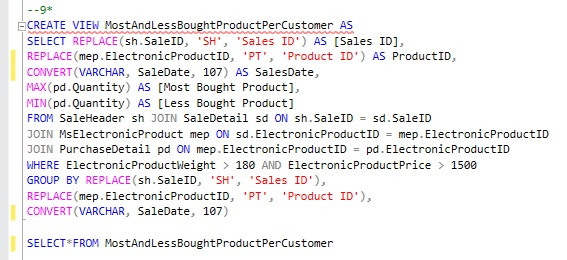 --9*
CREATE VIEW MostAndLessBoughtProductPerCustomer AS
SELECT REPLACE(sh.SaleID, 'SH', 'Sales ID') AS [Sales ID],
REPLACE(mep.ElectronicProductID, 'PT', 'Product ID') AS ProductID,
CONVERT(VARCHAR, SaleDate, 107) AS SalesDate,
MAX(pd.Quantity) AS [Most Bought Product],
MIN(pd.Quantity) AS [Less Bought Product]
FROM SaleHeader sh JOIN SaleDetail sd ON sh.SaleID = sd.SaleID
JOIN MsElectronicProduct mep ON sd.ElectronicProductID = mep.ElectronicProductID
JOIN PurchaseDetail pd ON mep.ElectronicProductID = pd.ElectronicProductID
WHERE ElectronicProductWeight > 180 AND ElectronicProductPrice > 1500
GROUP BY REPLACE(sh.SaleID, 'SH', 'Sales ID'),
REPLACE(mep.ElectronicProductID, 'PT', 'Product ID'),
CONVERT(VARCHAR, SaleDate, 107)
SELECT*FROM MostAndLessBoughtProductPerCustomer